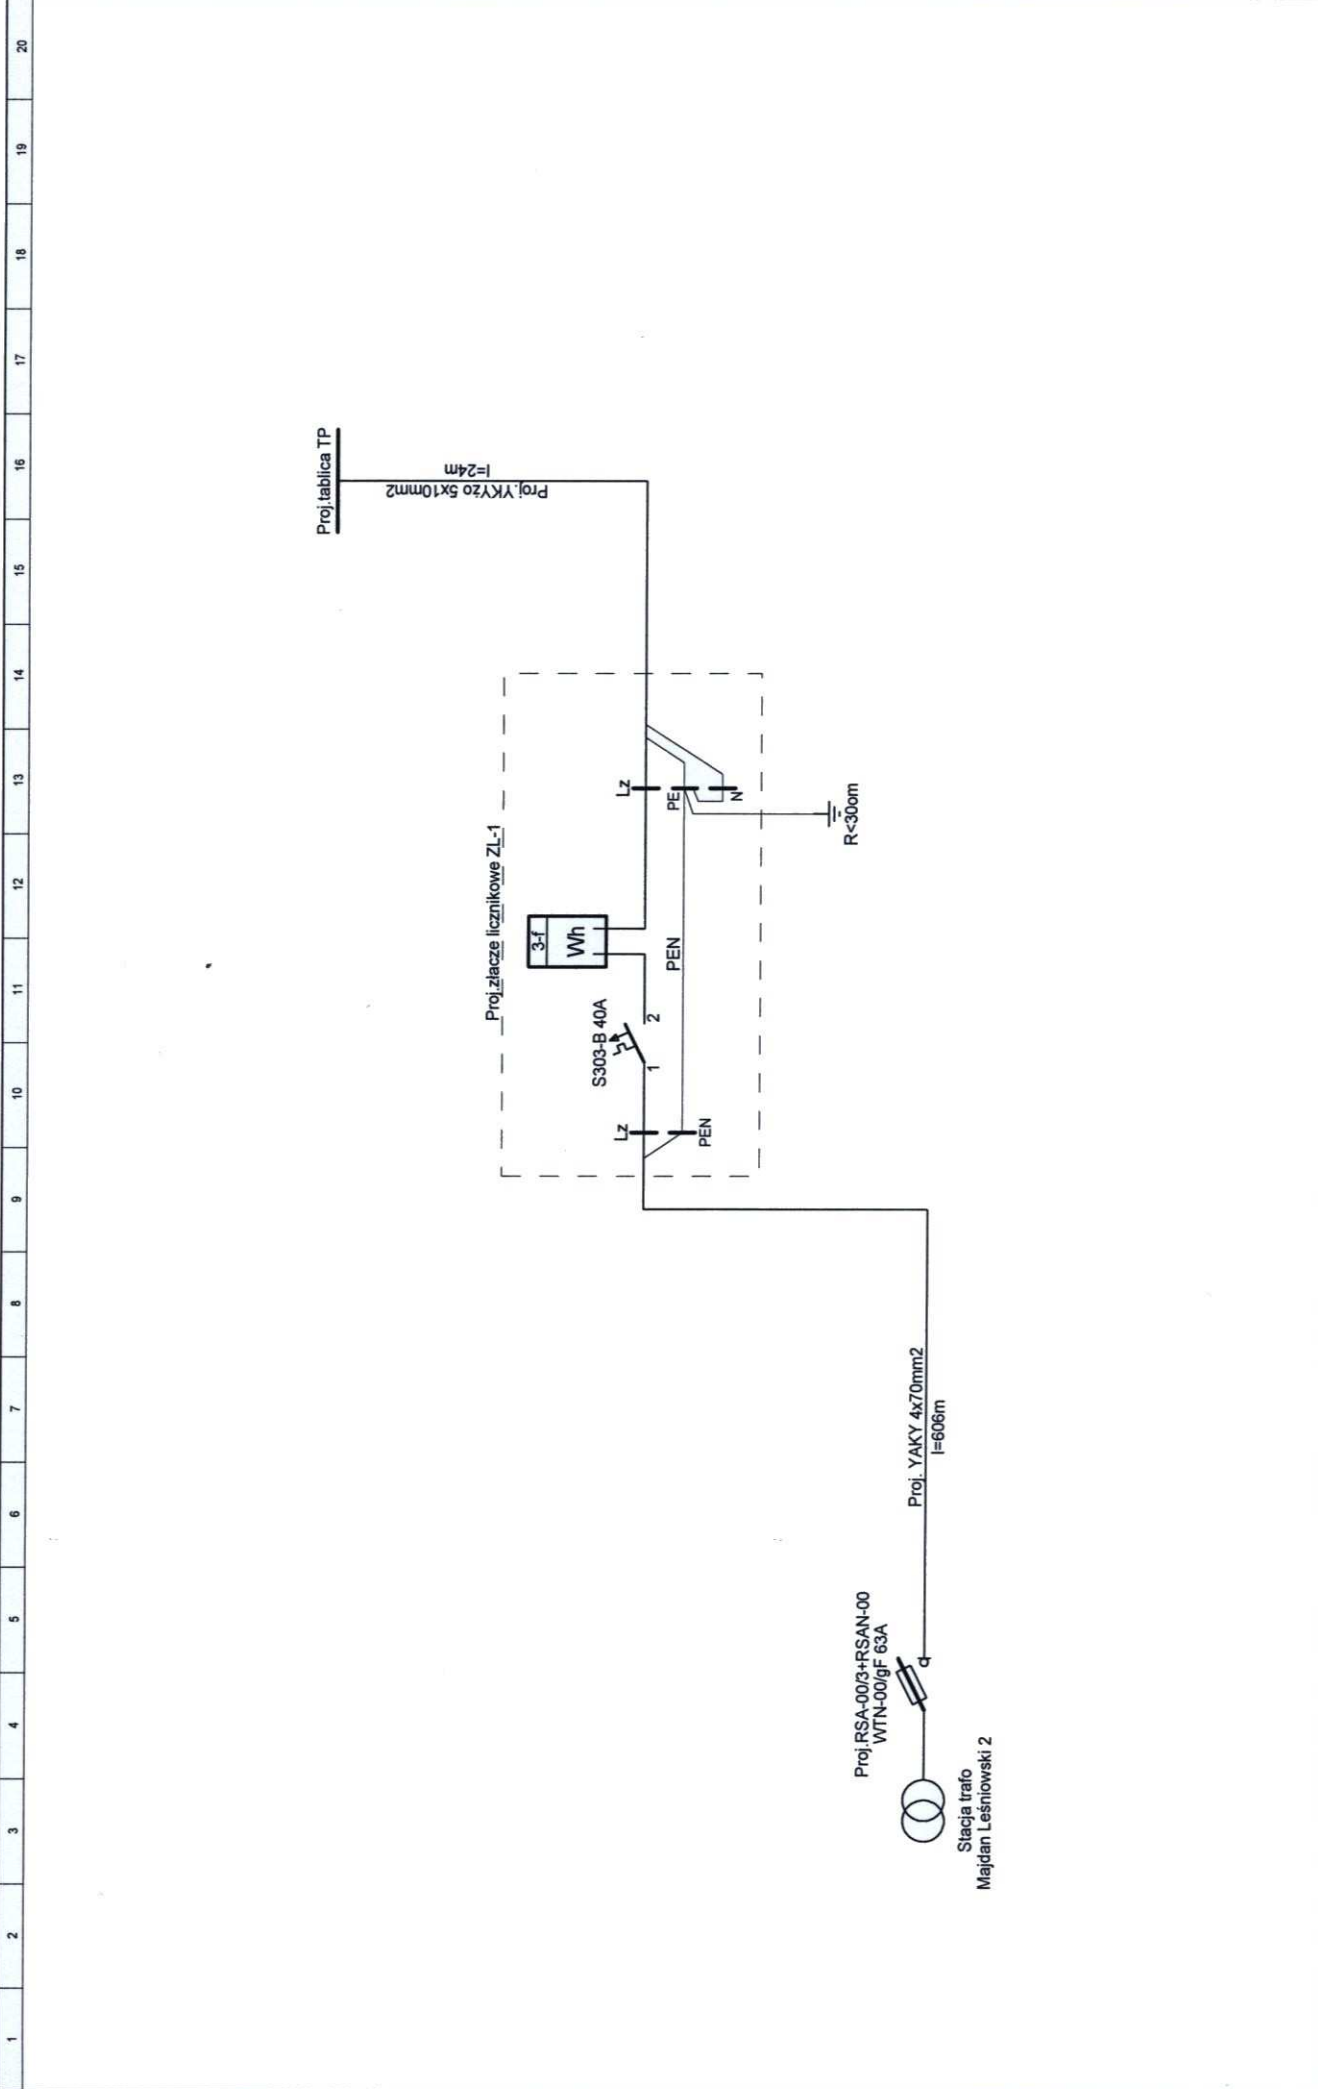 1
2
3
4
5
6
7
8
9
10
11
12
13
14
15
16
17
18
19
20
Proj.tablica TP
Proj.YKYżo 5x10mm2
l=24m
Proj.złacze licznikowe ZL-1
3-f
Wh
S303-B 40A
1
2
Lz
PEN
PEN
Lz
PE
N
R<30om
Proj. YAKY 4x70mm2
l=606m
Proj.RSA-00/3+RSAN-00
WTN-00/gF 63A
Stacja trafo
Majdan Leśniowski 2